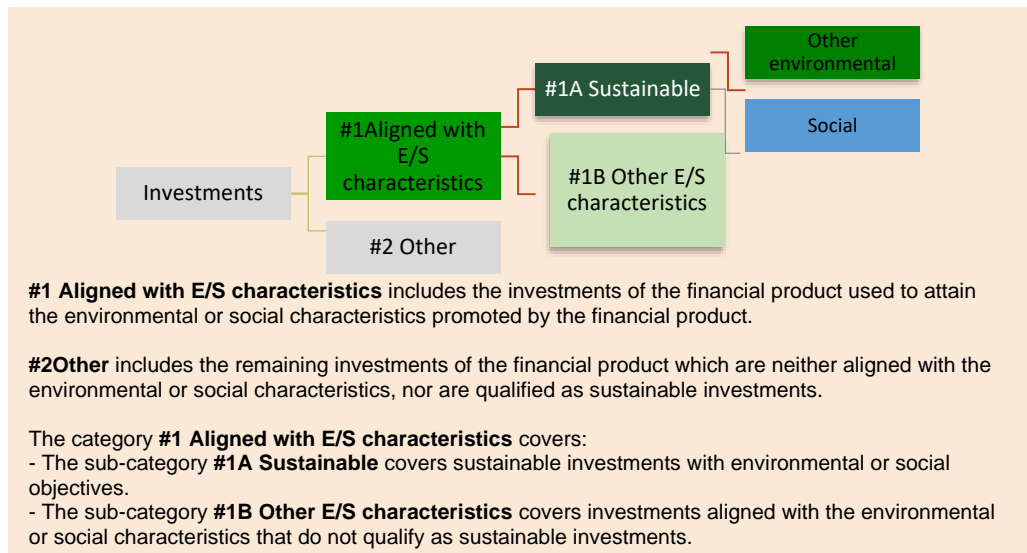 Other
environmental
#1A Sustainable
Social
#1Aligned with
E/S
characteristics
#1B Other E/S
characteristics
Investments
#2 Other
#1 Aligned with E/S characteristics includes the investments of the financial product used to attain
the environmental or social characteristics promoted by the financial product.
#2Other includes the remaining investments of the financial product which are neither aligned with the
environmental or social characteristics, nor are qualified as sustainable investments.
The category #1 Aligned with E/S characteristics covers:
- The sub-category #1A Sustainable covers sustainable investments with environmental or social
objectives.
- The sub-category #1B Other E/S characteristics covers investments aligned with the environmental
or social characteristics that do not qualify as sustainable investments.